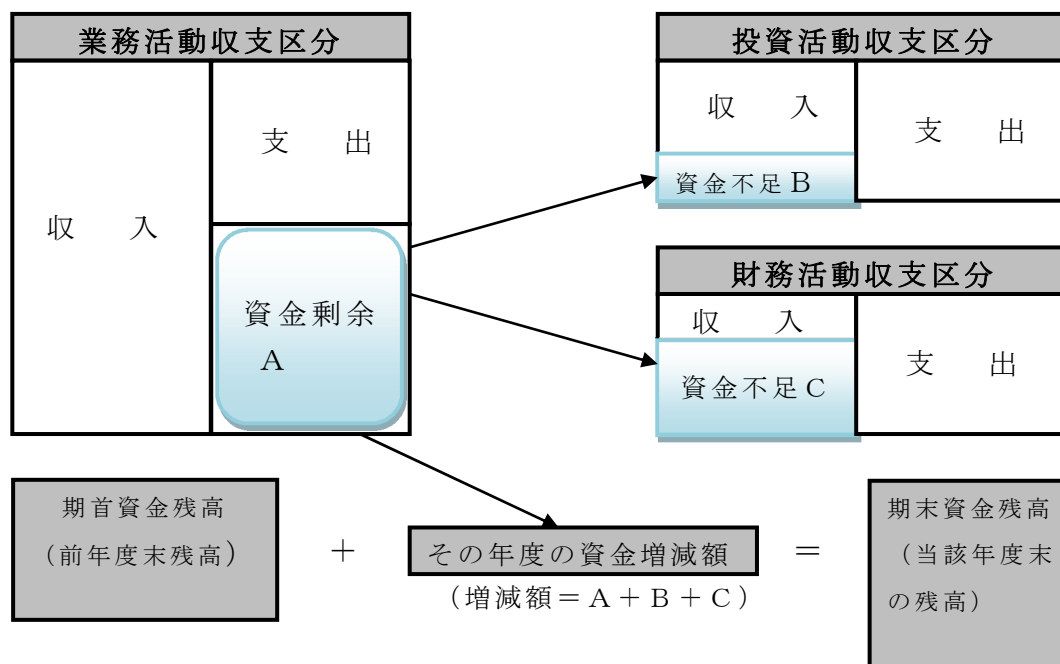 業務活動収支区分
収　入
支　出
資金剰余
A
投資活動収支区分
収　入
資金不足B
支　出
財務活動収支区分
収　入
資金不足C
支　出
期首資金残高
（前年度末残高）
＋
その年度の資金増減額
（増減額＝A＋B＋C）
＝
期末資金残高
（当該年度末
の残高）